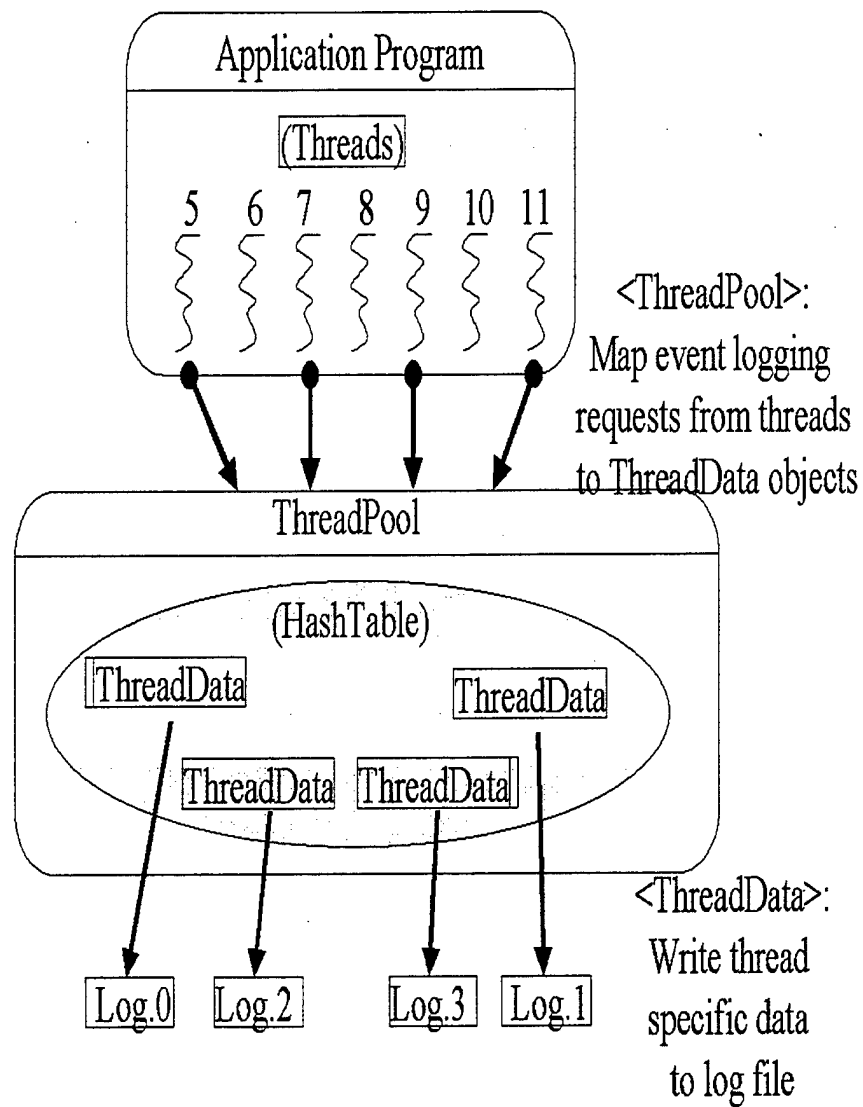 Application Program
(Threads)
5 6 7 8 9 10 11
<ThreadPool>:
Map event logging
requests from threads
to ThreadData objects
ThreadPool
(HashTable)
ThreadData
ThreadData
ThreadData
ThreadData
<ThreadData>:
Write thread
specific data
to log file
Log.0
Log.2
Log.3
Log.1